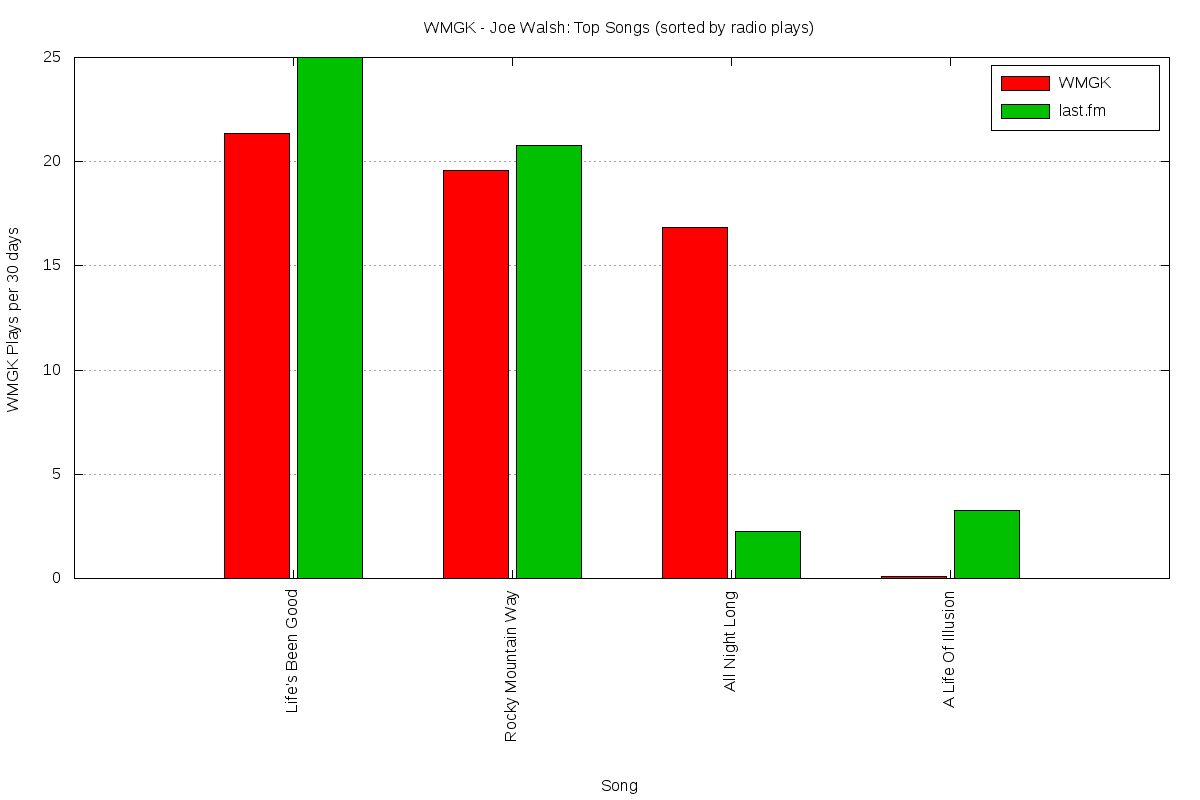 WMGK - Joe Walsh: Top Songs (sorted by radio plays)
WMGK
last.fm
25
20
15
10
5
0
WMGK Plays per 30 days
Life's Been Good
Rocky Mountain Way
All Night Long
A Life Of Illusion
Song